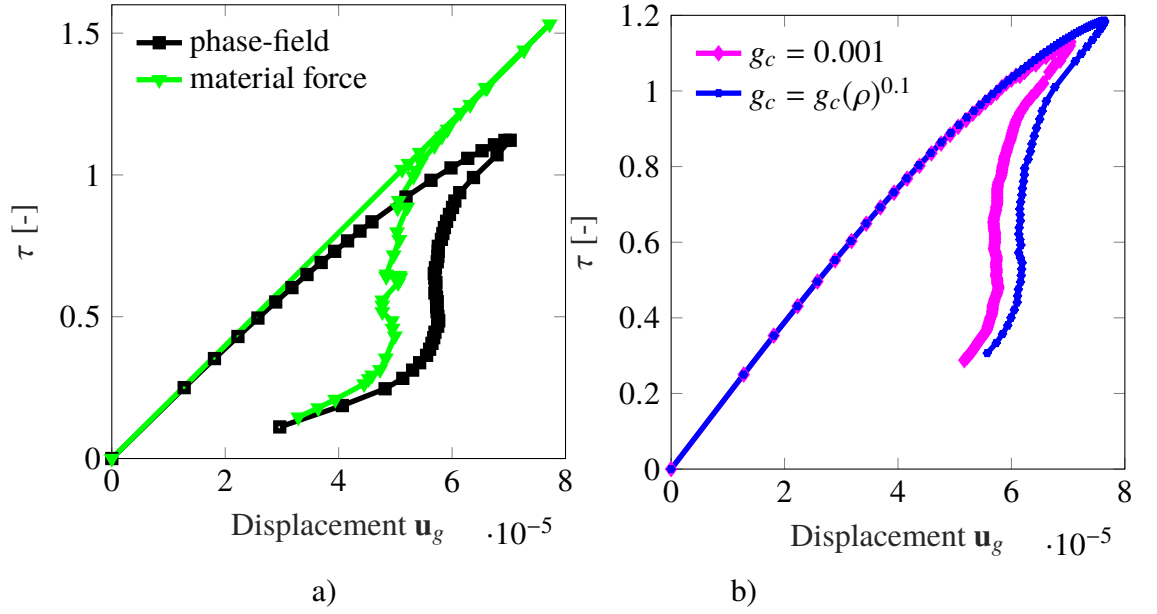 phase-field
material force
1.5
1
0.5
0
τ [-]
0 2 4 6 8
Displacement u_g
·10^{-5}
a)
g_c = 0.001
g_c = g_c(ρ)^{0.1}
1.2
1
0.8
0.6
0.4
0.2
0
τ [-]
0 2 4 6 8
Displacement u_g
·10^{-5}
b)